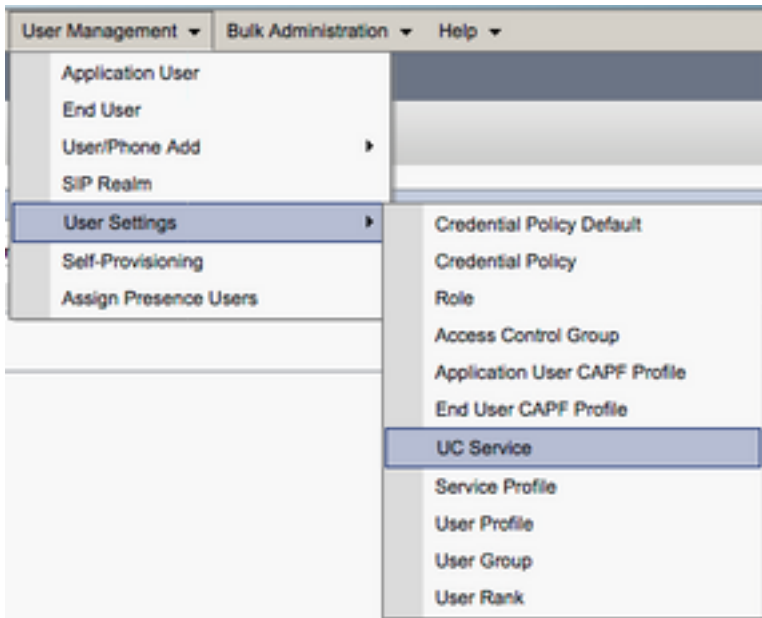 User Management Bulk Administration Help
Application User
End User
User/Phone Add
SIP Realm
User Settings
Self-Provisioning
Assign Presence Users
Credential Policy Default
Credential Policy
Role
Access Control Group
Application User CAPF Profile
End User CAPF Profile
UC Service
Service Profile
User Profile
User Group
User Rank